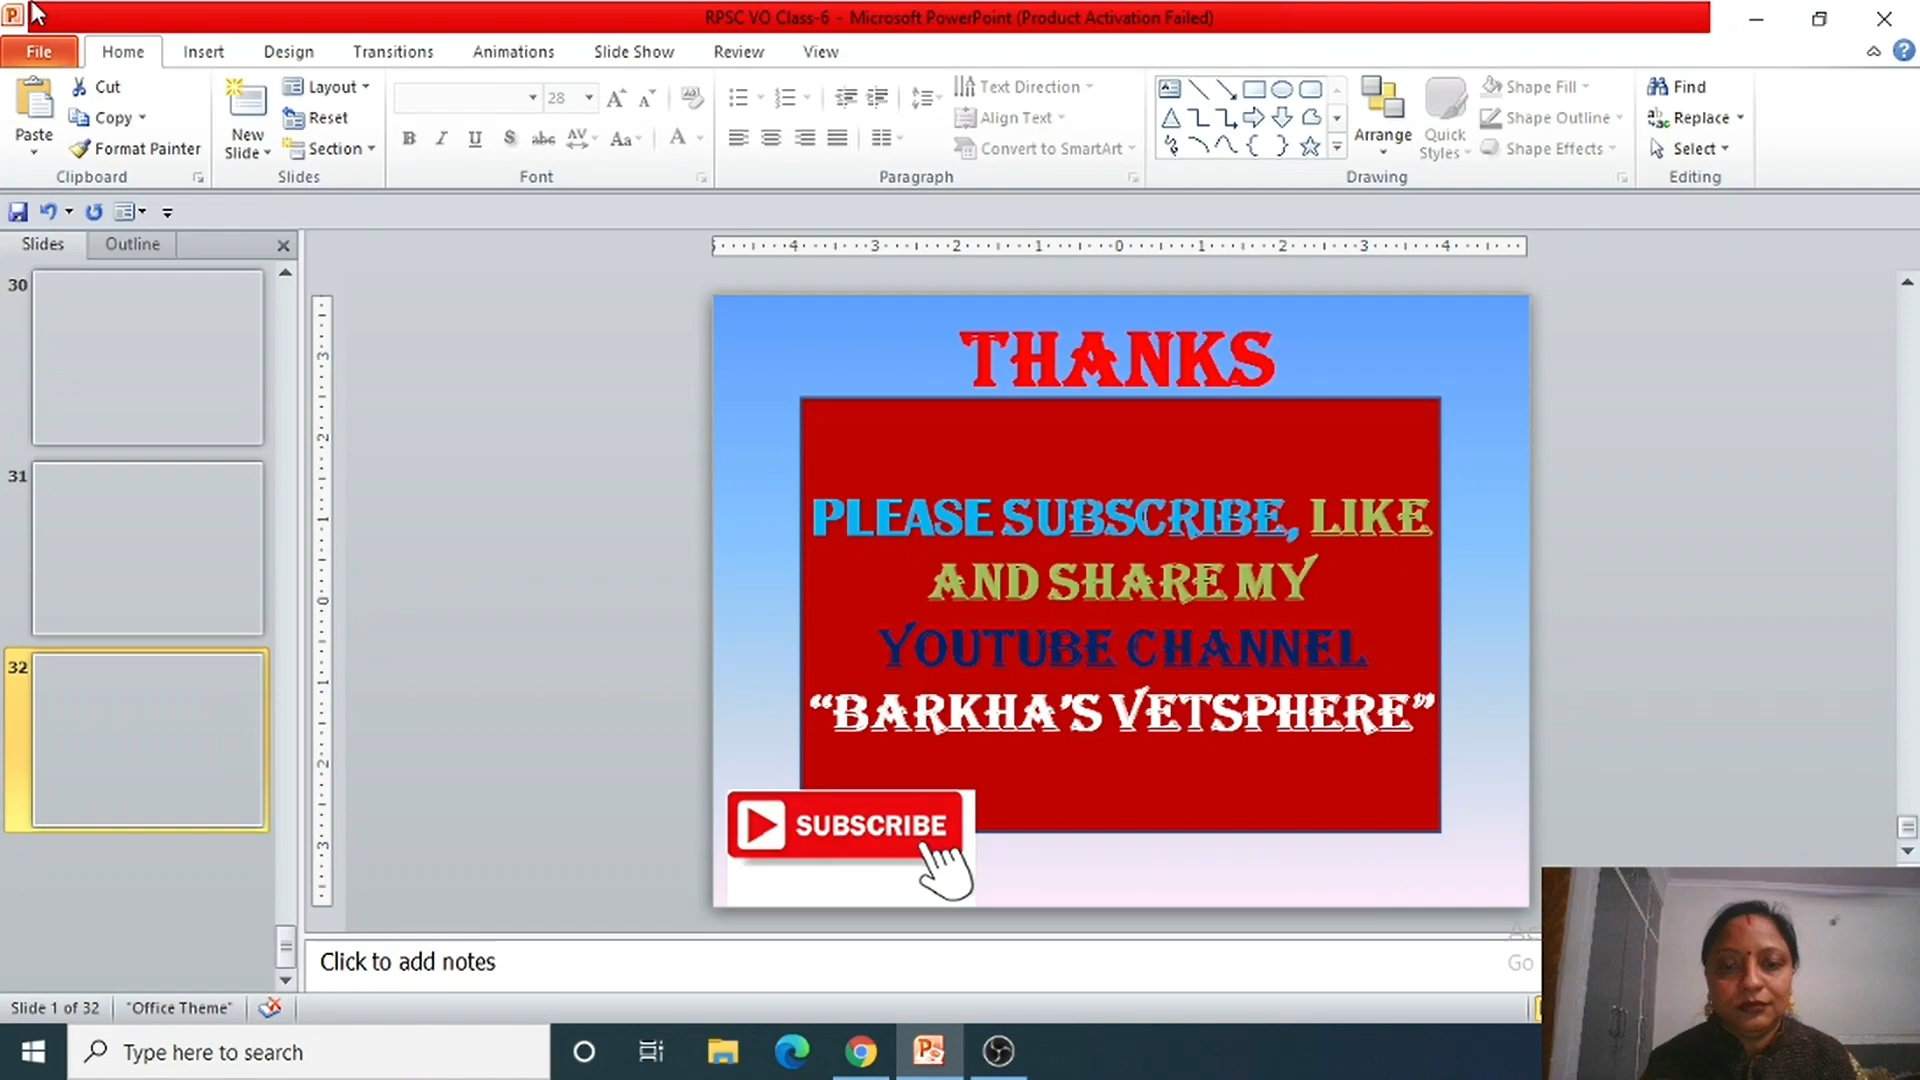 RPSC VO Class-6 - Microsoft PowerPoint (Product Activation Failed)
File Home Insert Design Transitions Animations Slide Show Review View
Paste
Cut
Copy
Format Painter
Clipboard
New Slide
Layout
Reset
Section
Slides
28
Font
Text Direction
Align Text
Convert to SmartArt
Paragraph
Arrange
Quick Styles
Shape Fill
Shape Outline
Shape Effects
Drawing
Find
Replace
Select
Editing
Slides Outline
30
31
32
THANKS
PLEASE SUBSCRIBE, LIKE
AND SHARE MY
YOUTUBE CHANNEL
“BARKHA’S VETSPHERE”
SUBSCRIBE
Click to add notes
Go
Slide 1 of 32 "Office Theme"
Type here to search